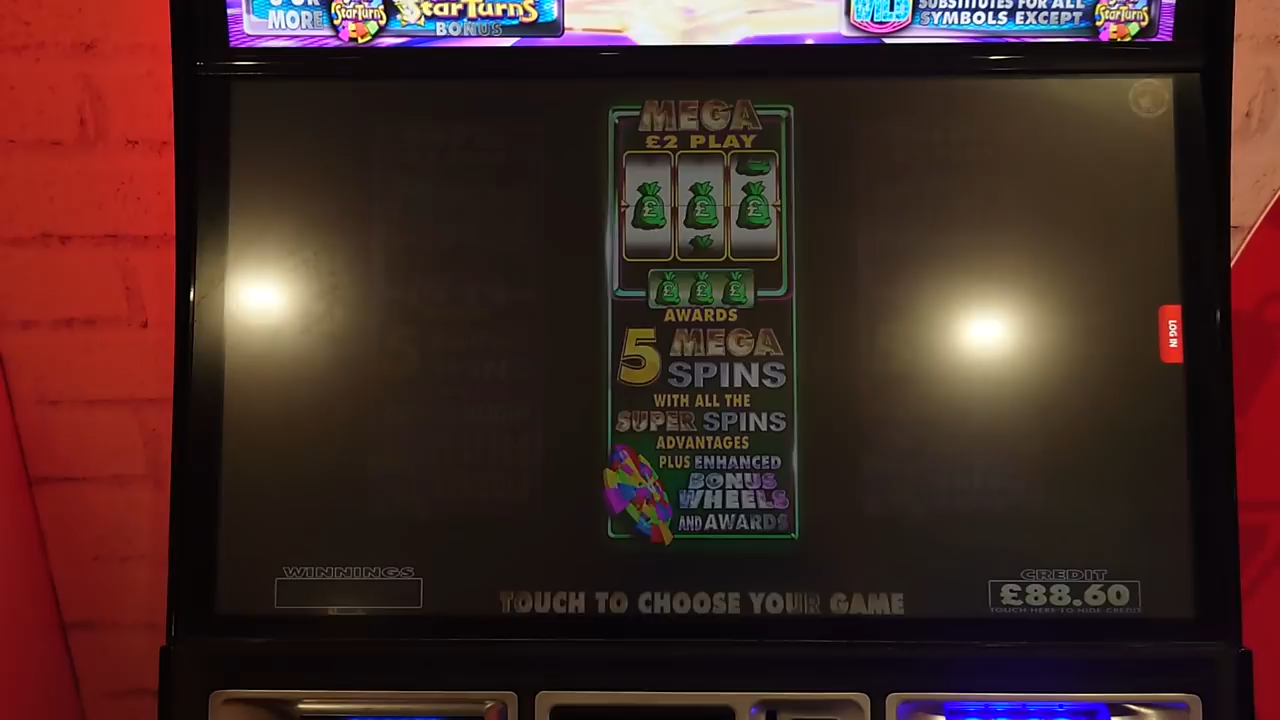 MORE
StarTurns
StarTurns
BONUS
WILD
SUBSTITUTES FOR ALL
SYMBOLS EXCEPT
StarTurns
MEGA
£2 PLAY
£ £ £
£ £ £
AWARDS
5 MEGA
SPINS
WITH ALL THE
SUPER SPINS
ADVANTAGES
PLUS ENHANCED
BONUS
WHEELS
AND AWARDS
LOG IN
WINNINGS
TOUCH TO CHOOSE YOUR GAME
CREDIT
£88.60
TOUCH HERE TO HIDE CREDIT